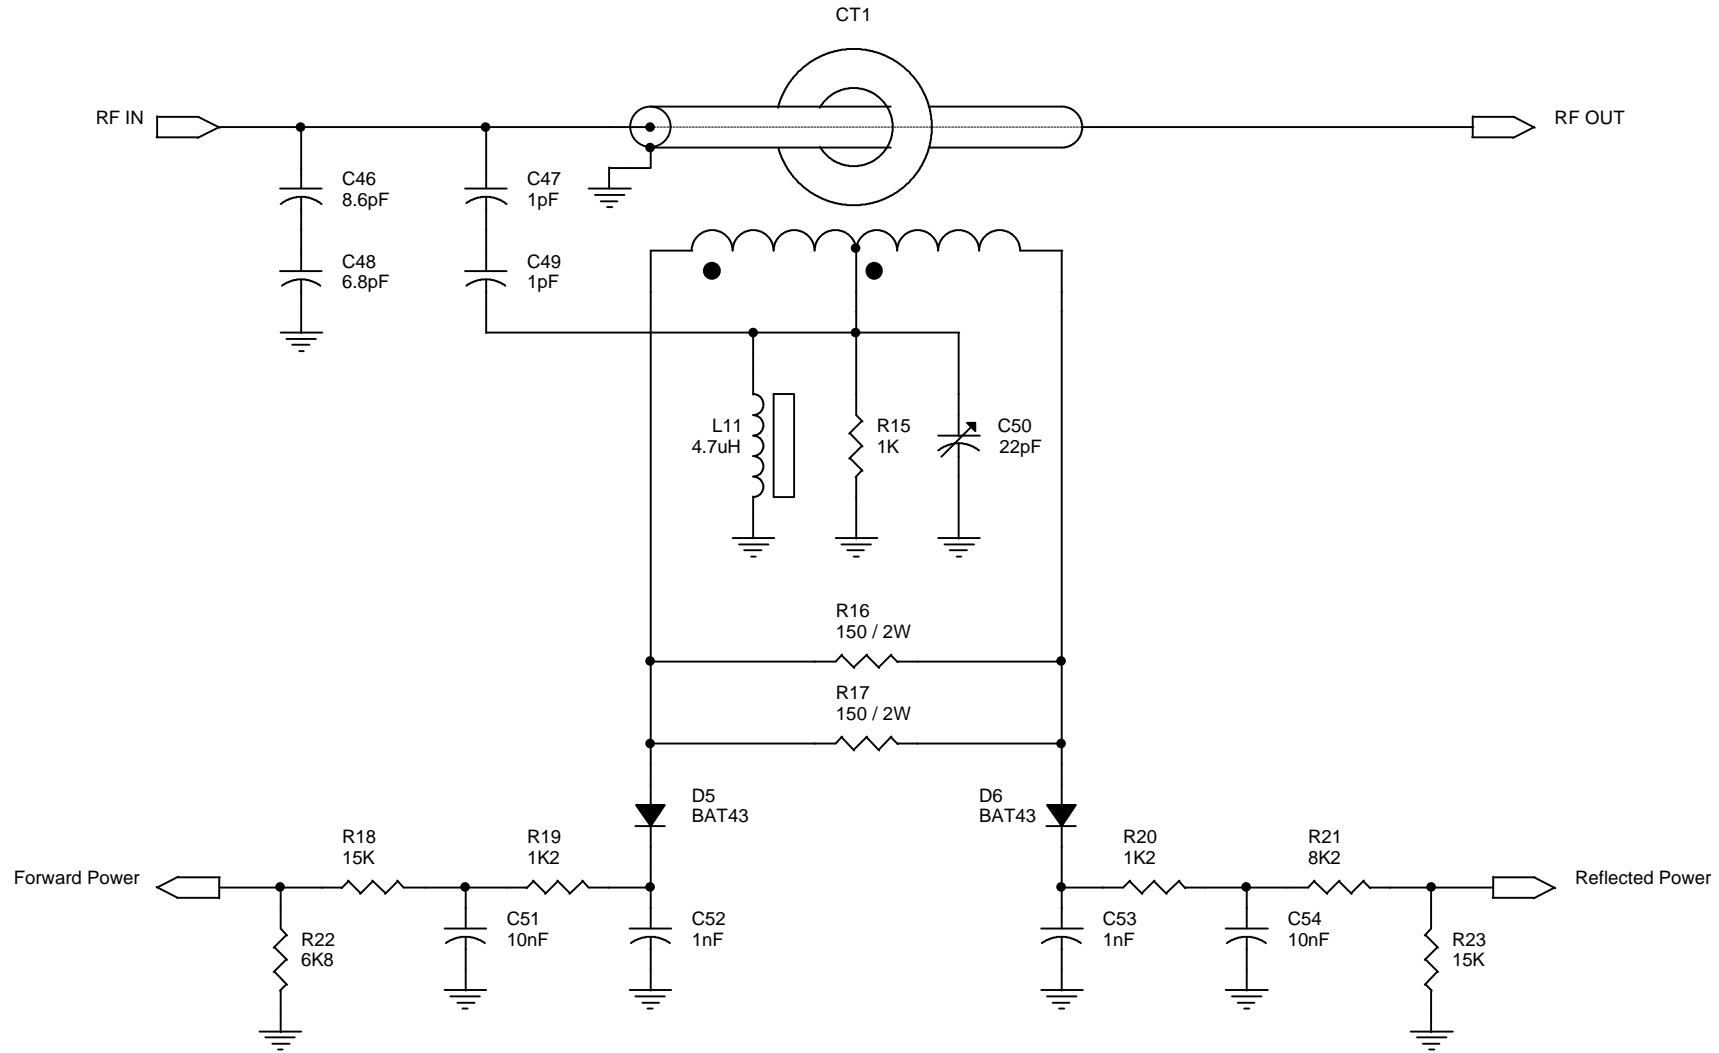 CT1
RF IN
RF OUT
C46
8.6pF
C47
1pF
C48
6.8pF
C49
1pF
L11
4.7uH
R15
1K
C50
22pF
R16
150 / 2W
R17
150 / 2W
D5
BAT43
D6
BAT43
R18
15K
R19
1K2
R20
1K2
R21
8K2
Forward Power
Reflected Power
R22
6K8
C51
10nF
C52
1nF
C53
1nF
C54
10nF
R23
15K